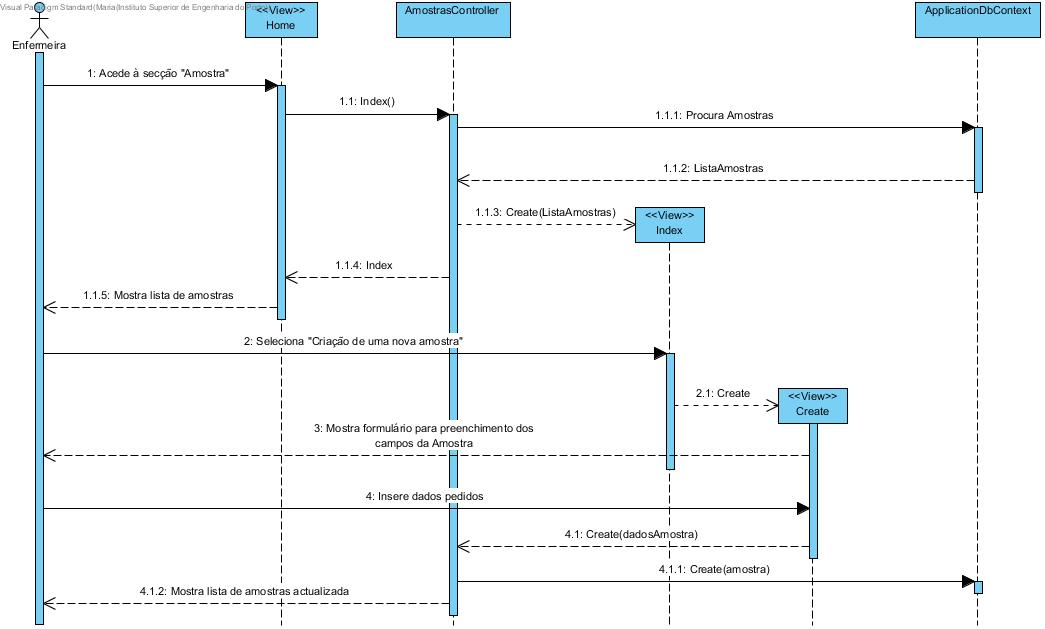 Visual Paradigm Standard(Maria(Instituto Superior de Engenharia do Porto))
<<View>>
Home
AmostrasController
ApplicationDbContext
Enfermeira
1: Acede à secção "Amostra"
1.1: Index()
1.1.1: Procura Amostras
1.1.2: ListaAmostras
1.1.3: Create(ListaAmostras)
<<View>>
Index
1.1.4: Index
1.1.5: Mostra lista de amostras
2: Seleciona "Criação de uma nova amostra"
2.1: Create
<<View>>
Create
3: Mostra formulário para preenchimento dos
campos da Amostra
4: Insere dados pedidos
4.1: Create(dadosAmostra)
4.1.1: Create(amostra)
4.1.2: Mostra lista de amostras actualizada